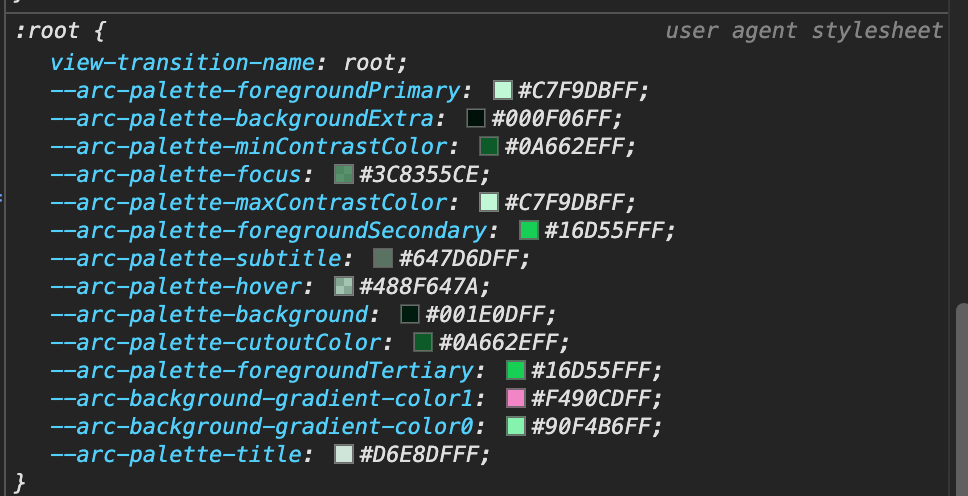 :root { user agent stylesheet
view-transition-name: root;
--arc-palette-foregroundPrimary: #C7F9DBFF;
--arc-palette-backgroundExtra: #000F06FF;
--arc-palette-minContrastColor: #0A662EFF;
--arc-palette-focus: #3C8355CE;
--arc-palette-maxContrastColor: #C7F9DBFF;
--arc-palette-foregroundSecondary: #16D55FFF;
--arc-palette-subtitle: #647D6DFF;
--arc-palette-hover: #488F647A;
--arc-palette-background: #001E0DFF;
--arc-palette-cutoutColor: #0A662EFF;
--arc-palette-foregroundTertiary: #16D55FFF;
--arc-background-gradient-color1: #F490CDFF;
--arc-background-gradient-color0: #90F4B6FF;
--arc-palette-title: #D6E8DFFF;
}